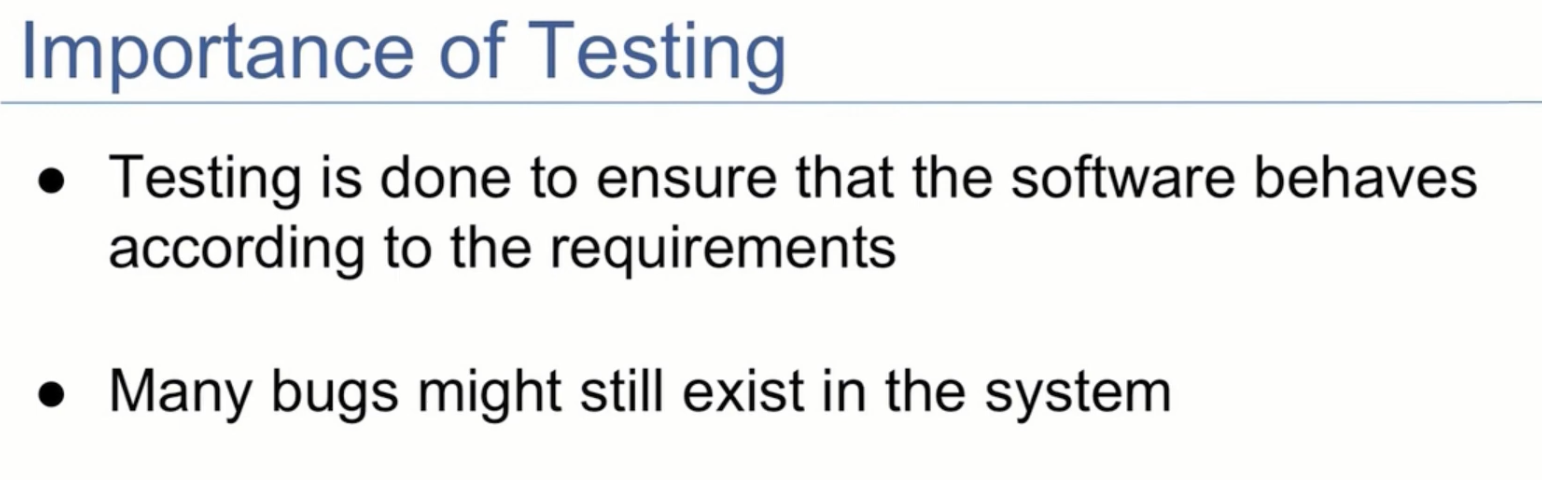 Importance of Testing
● Testing is done to ensure that the software behaves
according to the requirements
● Many bugs might still exist in the system